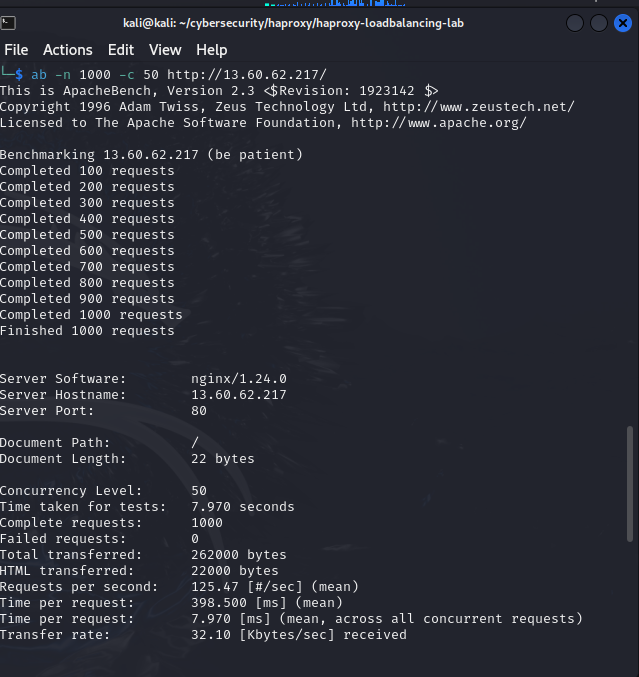 kali@kali: ~/cybersecurity/haproxy/haproxy-loadbalancing-lab
File Actions Edit View Help
└─$ ab -n 1000 -c 50 http://13.60.62.217/
This is ApacheBench, Version 2.3 <$Revision: 1923142 $>
Copyright 1996 Adam Twiss, Zeus Technology Ltd, http://www.zeustech.net/
Licensed to The Apache Software Foundation, http://www.apache.org/
Benchmarking 13.60.62.217 (be patient)
Completed 100 requests
Completed 200 requests
Completed 300 requests
Completed 400 requests
Completed 500 requests
Completed 600 requests
Completed 700 requests
Completed 800 requests
Completed 900 requests
Completed 1000 requests
Finished 1000 requests
Server Software: nginx/1.24.0
Server Hostname: 13.60.62.217
Server Port: 80
Document Path: /
Document Length: 22 bytes
Concurrency Level: 50
Time taken for tests: 7.970 seconds
Complete requests: 1000
Failed requests: 0
Total transferred: 262000 bytes
HTML transferred: 22000 bytes
Requests per second: 125.47 [#/sec] (mean)
Time per request: 398.500 [ms] (mean)
Time per request: 7.970 [ms] (mean, across all concurrent requests)
Transfer rate: 32.10 [Kbytes/sec] received